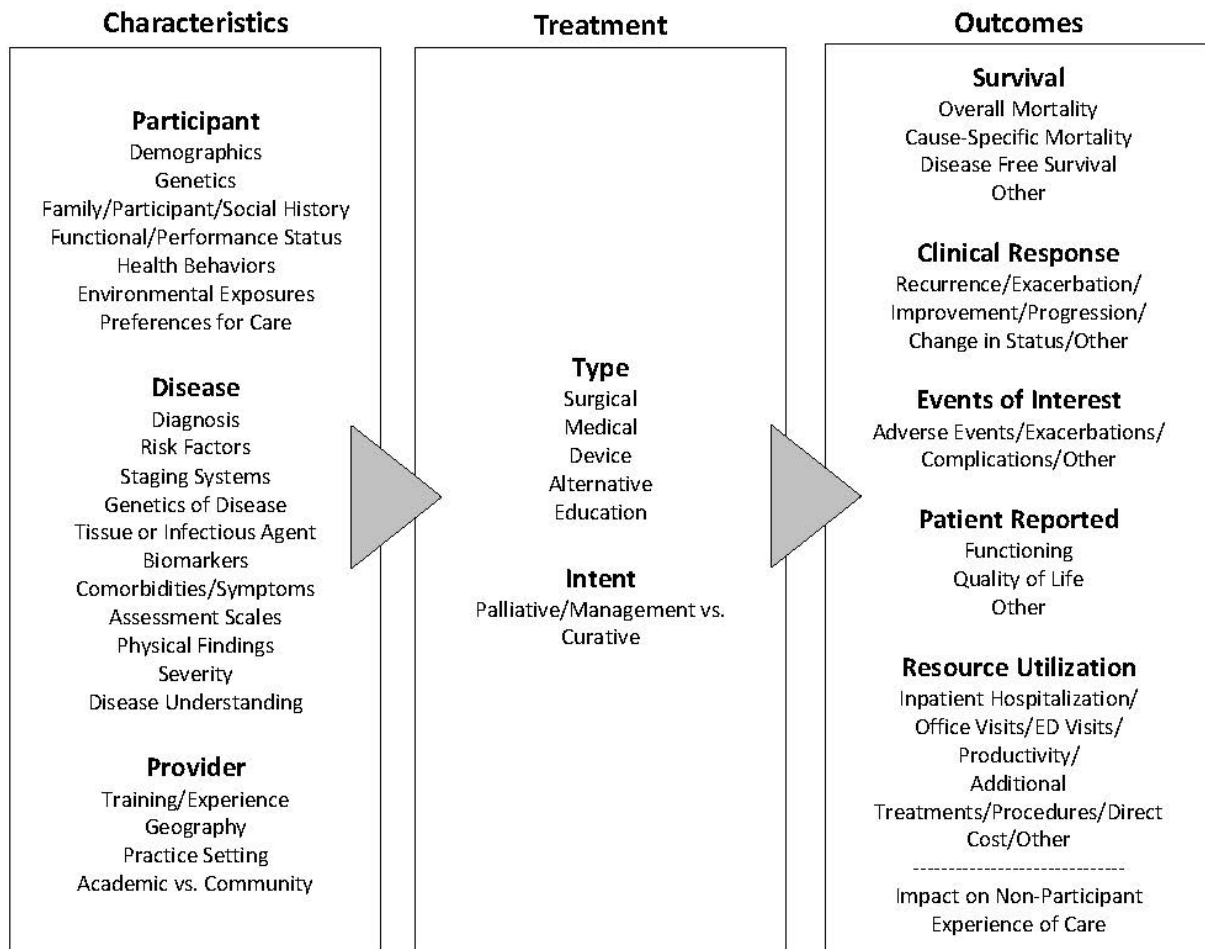 Characteristics
Participant
Demographics
Genetics
Family/Participant/Social History
Functional/Performance Status
Health Behaviors
Environmental Exposures
Preferences for Care
Disease
Diagnosis
Risk Factors
Staging Systems
Genetics of Disease
Tissue or Infectious Agent
Biomarkers
Comorbidities/Symptoms
Assessment Scales
Physical Findings
Severity
Disease Understanding
Provider
Training/Experience
Geography
Practice Setting
Academic vs. Community
Treatment
Type
Surgical
Medical
Device
Alternative
Education
Intent
Palliative/Management vs.
Curative
Outcomes
Survival
Overall Mortality
Cause-Specific Mortality
Disease Free Survival
Other
Clinical Response
Recurrence/Exacerbation/
Improvement/Progression/
Change in Status/Other
Events of Interest
Adverse Events/Exacerbations/
Complications/Other
Patient Reported
Functioning
Quality of Life
Other
Resource Utilization
Inpatient Hospitalization/
Office Visits/ED Visits/
Productivity/
Additional
Treatments/Procedures/Direct
Cost/Other
------------------------------
Impact on Non-Participant
Experience of Care